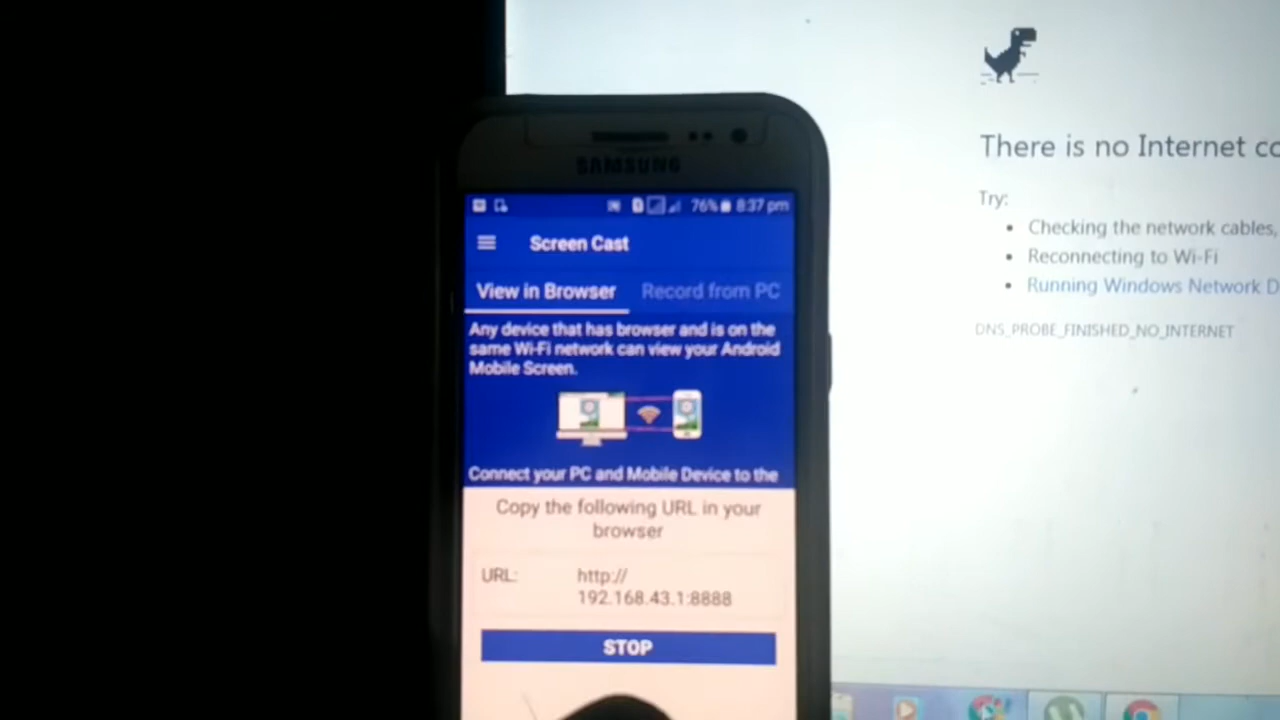 SAMSUNG
76% 8:37 pm
Screen Cast
View in Browser
Record from PC
Any device that has browser and is on the
same Wi-Fi network can view your Android
Mobile Screen.
Connect your PC and Mobile Device to the
Copy the following URL in your
browser
URL:
http://
192.168.43.1:8888
STOP
There is no Internet co
Try:
• Checking the network cables,
• Reconnecting to Wi-Fi
• Running Windows Network D
DNS_PROBE_FINISHED_NO_INTERNET